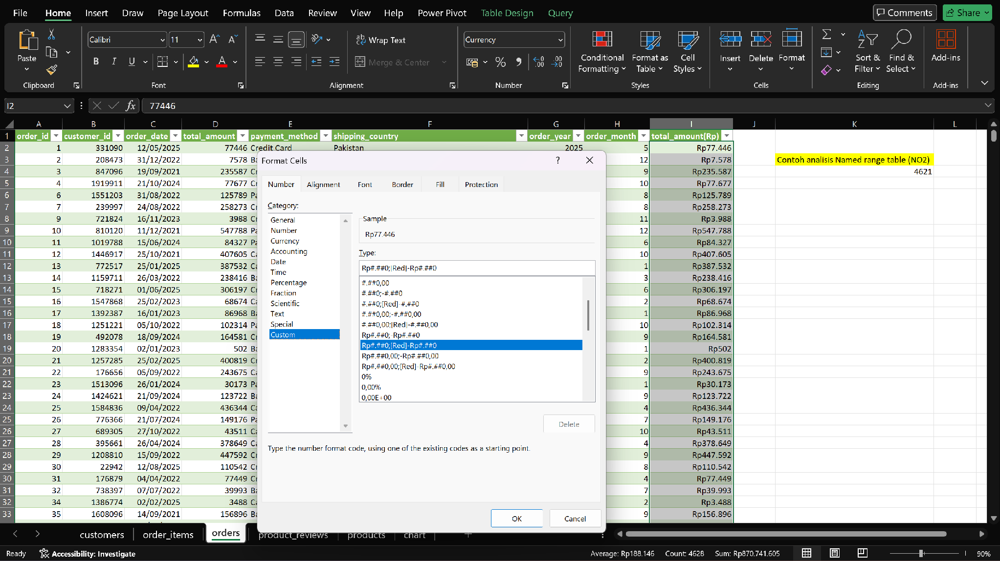 File Home Insert Draw Page Layout Formulas Data Review View Help Power Pivot Table Design Query Comments Share
Paste
Clipboard
Calibri 11
B I U
Font
Wrap Text
Merge & Center
Alignment
Currency
Number
Conditional Formatting
Format as Table
Cell Styles
Styles
Insert Delete Format
Cells
Sort & Filter
Find & Select
Editing
Add-ins
Add-ins
I2 fx 77446
A B C D E F G H I J K L
1 order_id customer_id order_date total_amount payment_method shipping_country order_year order_month total_amount(Rp)
2 1 331090 12/05/2025 77446 Credit Card Pakistan 2025 5 Rp77.446
3 2 208473 31/12/2022 7578 Ba 12 Rp7.578 Contoh analisis Named range table (NO2)
4 3 847096 19/09/2021 235587 Cr 9 Rp235.587 4621
5 4 1919911 21/10/2024 77677 Cr 10 Rp77.677
6 6 1551203 31/08/2022 125789 Pa 8 Rp125.789
7 7 239997 24/08/2022 258273 Cr 8 Rp258.273
8 9 721824 16/11/2023 3988 Cr 11 Rp3.988
9 10 810120 11/12/2021 547788 Pa 12 Rp547.788
10 11 1019788 15/06/2024 84327 Pa 6 Rp84.327
11 12 1446917 25/10/2021 407605 Ca 10 Rp407.605
12 13 772517 25/01/2025 387532 Ca 1 Rp387.532
13 14 1159711 26/03/2022 238416 Ba 3 Rp238.416
14 15 718271 01/06/2025 306197 Cr 6 Rp306.197
15 16 1547868 25/02/2023 68674 Ca 2 Rp68.674
16 17 1392387 16/01/2023 86968 Ba 1 Rp86.968
17 18 1251221 05/10/2022 102314 Pa 10 Rp102.314
18 19 492078 18/09/2024 164581 Cr 9 Rp164.581
19 20 1283354 02/01/2023 502 Ba 1 Rp502
20 21 1257285 25/02/2025 400819 Cr 2 Rp400.819
21 22 176656 05/09/2022 243675 Ca 9 Rp243.675
22 23 1513096 26/01/2024 30173 Pa 1 Rp30.173
23 24 1424621 21/09/2024 123722 Ba 9 Rp123.722
24 25 1584836 09/04/2022 436344 Ca 4 Rp436.344
25 26 776366 21/07/2024 149176 Pa 7 Rp149.176
26 27 689305 27/10/2022 43511 Ca 10 Rp43.511
27 28 395661 26/04/2024 378649 Ca 4 Rp378.649
28 29 1208810 15/09/2022 447592 Cr 9 Rp447.592
29 30 22942 12/08/2025 110542 Cr 8 Rp110.542
30 31 176879 04/04/2022 77449 Cr 4 Rp77.449
31 32 738397 07/07/2022 39993 Ba 7 Rp39.993
32 34 1386774 02/02/2025 3488 Ca 2 Rp3.488
33 35 1608096 14/09/2021 156896 Ba 9 Rp156.896
Format Cells ?
Number Alignment Font Border Fill Protection
Category:
General
Number
Currency
Accounting
Date
Time
Percentage
Fraction
Scientific
Text
Special
Custom
Sample
Rp77.446
Type:
Rp#.##0;[Red]-Rp#.##0
#.##0,00
#.##0;-#.##0
#.##0;[Red]-#.##0
#.##0,00;-#.##0,00
#.##0,00;[Red]-#.##0,00
Rp#.##0;-Rp#.##0
Rp#.##0;[Red]-Rp#.##0
Rp#.##0,00;-Rp#.##0,00
Rp#.##0,00;[Red]-Rp#.##0,00
0%
0,00%
0,00E+00
Delete
Type the number format code, using one of the existing codes as a starting point.
OK Cancel
customers order_items orders product_reviews products chart
Ready Accessibility: Investigate Average: Rp188.146 Count: 4628 Sum: Rp870.741.605 90%